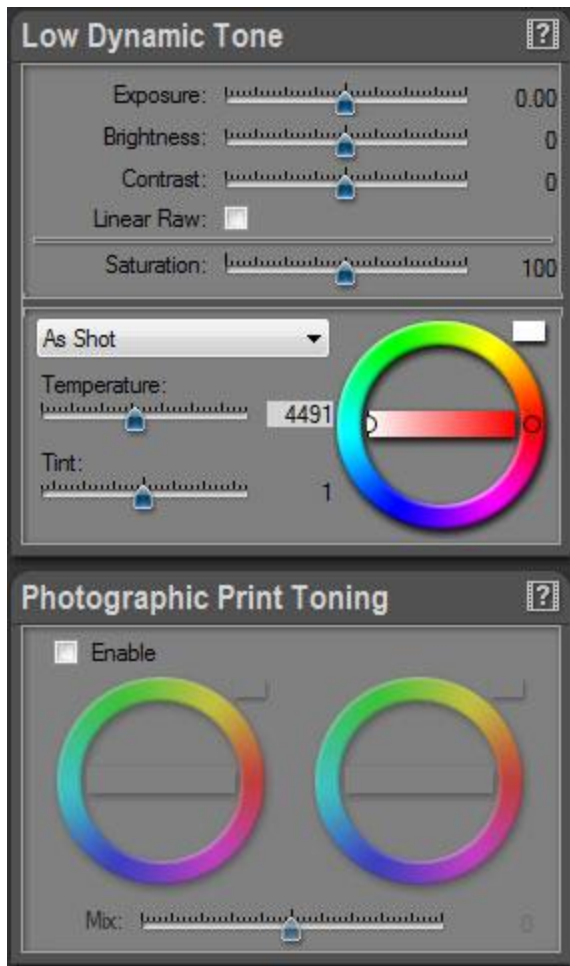 Low Dynamic Tone ?
Exposure: 0.00
Brightness: 0
Contrast: 0
Linear Raw:
Saturation: 100
As Shot
Temperature:
4491
Tint:
1
Photographic Print Toning ?
Enable
Mix: 0